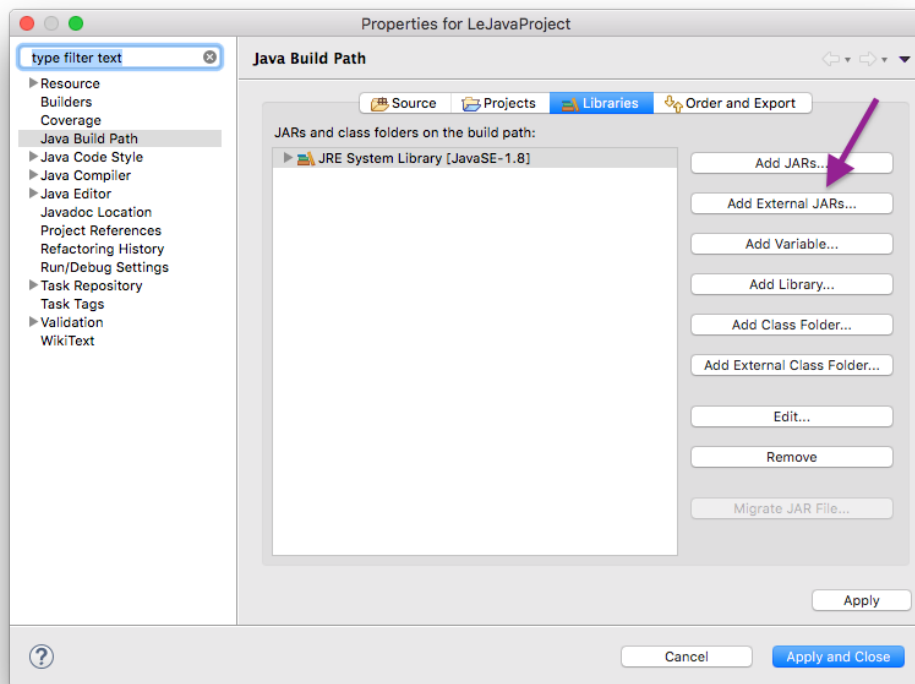 Properties for LeJavaProject
type filter text
Resource
Builders
Coverage
Java Build Path
Java Code Style
Java Compiler
Java Editor
Javadoc Location
Project References
Refactoring History
Run/Debug Settings
Task Repository
Task Tags
Validation
WikiText
Java Build Path
Source Projects Libraries Order and Export
JARs and class folders on the build path:
JRE System Library [JavaSE-1.8]
Add JARs...
Add External JARs...
Add Variable...
Add Library...
Add Class Folder...
Add External Class Folder...
Edit...
Remove
Migrate JAR File...
Apply
?
Cancel Apply and Close